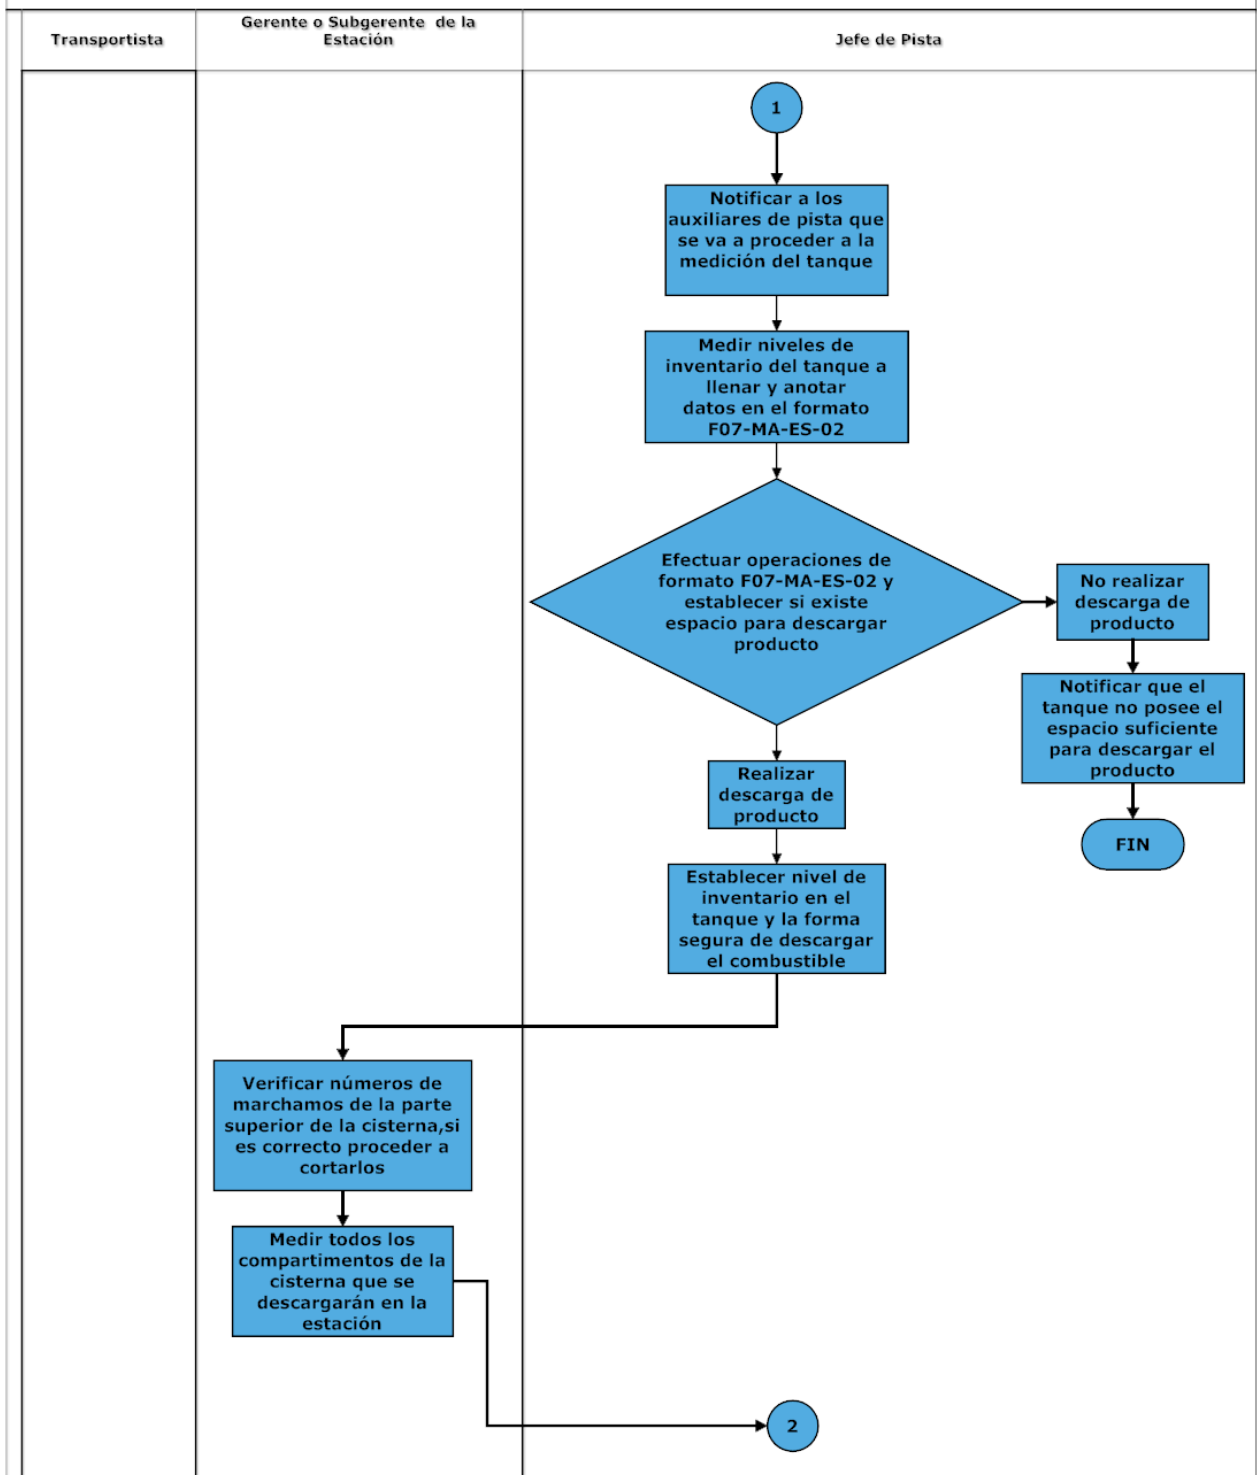 Transportista
Gerente o Subgerente de la
Estación
Jefe de Pista
1
Notificar a los
auxiliares de pista que
se va a proceder a la
medición del tanque
Medir niveles de
inventario del tanque a
llenar y anotar
datos en el formato
F07-MA-ES-02
Efectuar operaciones de
formato F07-MA-ES-02 y
establecer si existe
espacio para descargar
producto
No realizar
descarga de
producto
Notificar que el
tanque no posee el
espacio suficiente
para descargar el
producto
FIN
Realizar
descarga de
producto
Establecer nivel de
inventario en el
tanque y la forma
segura de descargar
el combustible
Verificar números de
marchamos de la parte
superior de la cisterna,si
es correcto proceder a
cortarlos
Medir todos los
compartimentos de la
cisterna que se
descargarán en la
estación
2